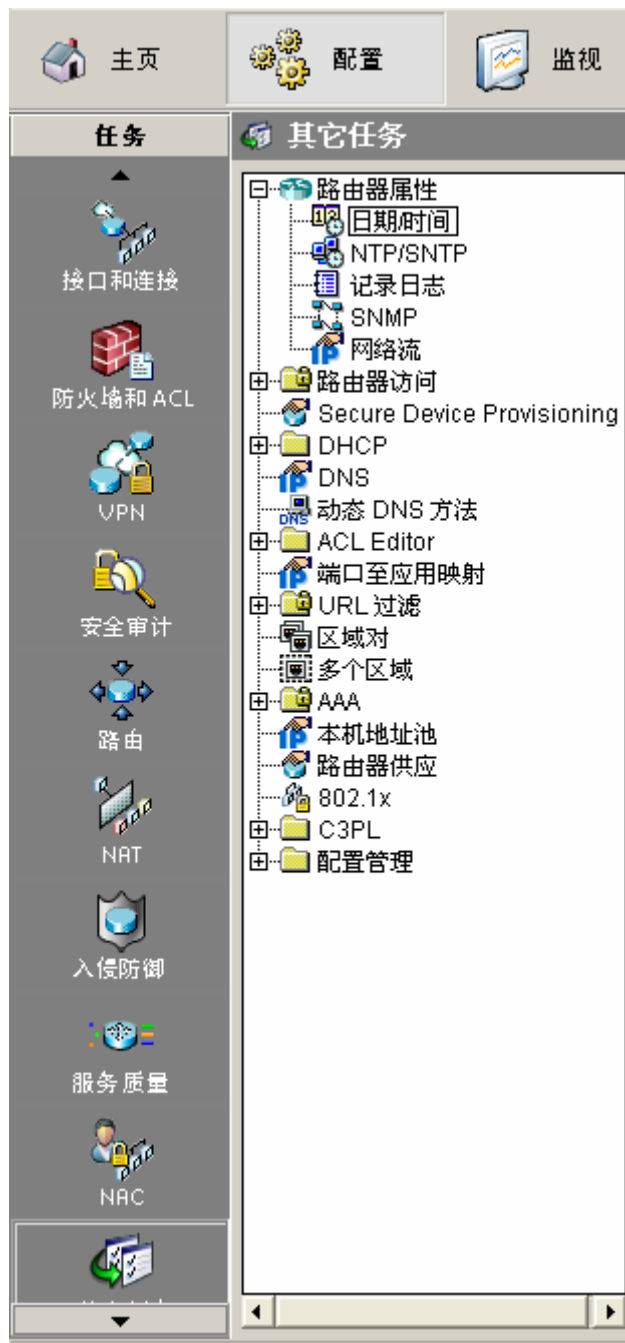 主页
配置
监视
任务
其它任务
接口和连接
防火墙和 ACL
VPN
安全审计
路由
NAT
入侵防御
服务质量
NAC
路由器属性
日期/时间
NTP/SNTP
记录日志
SNMP
网络流
路由器访问
Secure Device Provisioning
DHCP
DNS
动态 DNS 方法
ACL Editor
端口至应用映射
URL 过滤
区域对
多个区域
AAA
本机地址池
路由器供应
802.1x
C3PL
配置管理